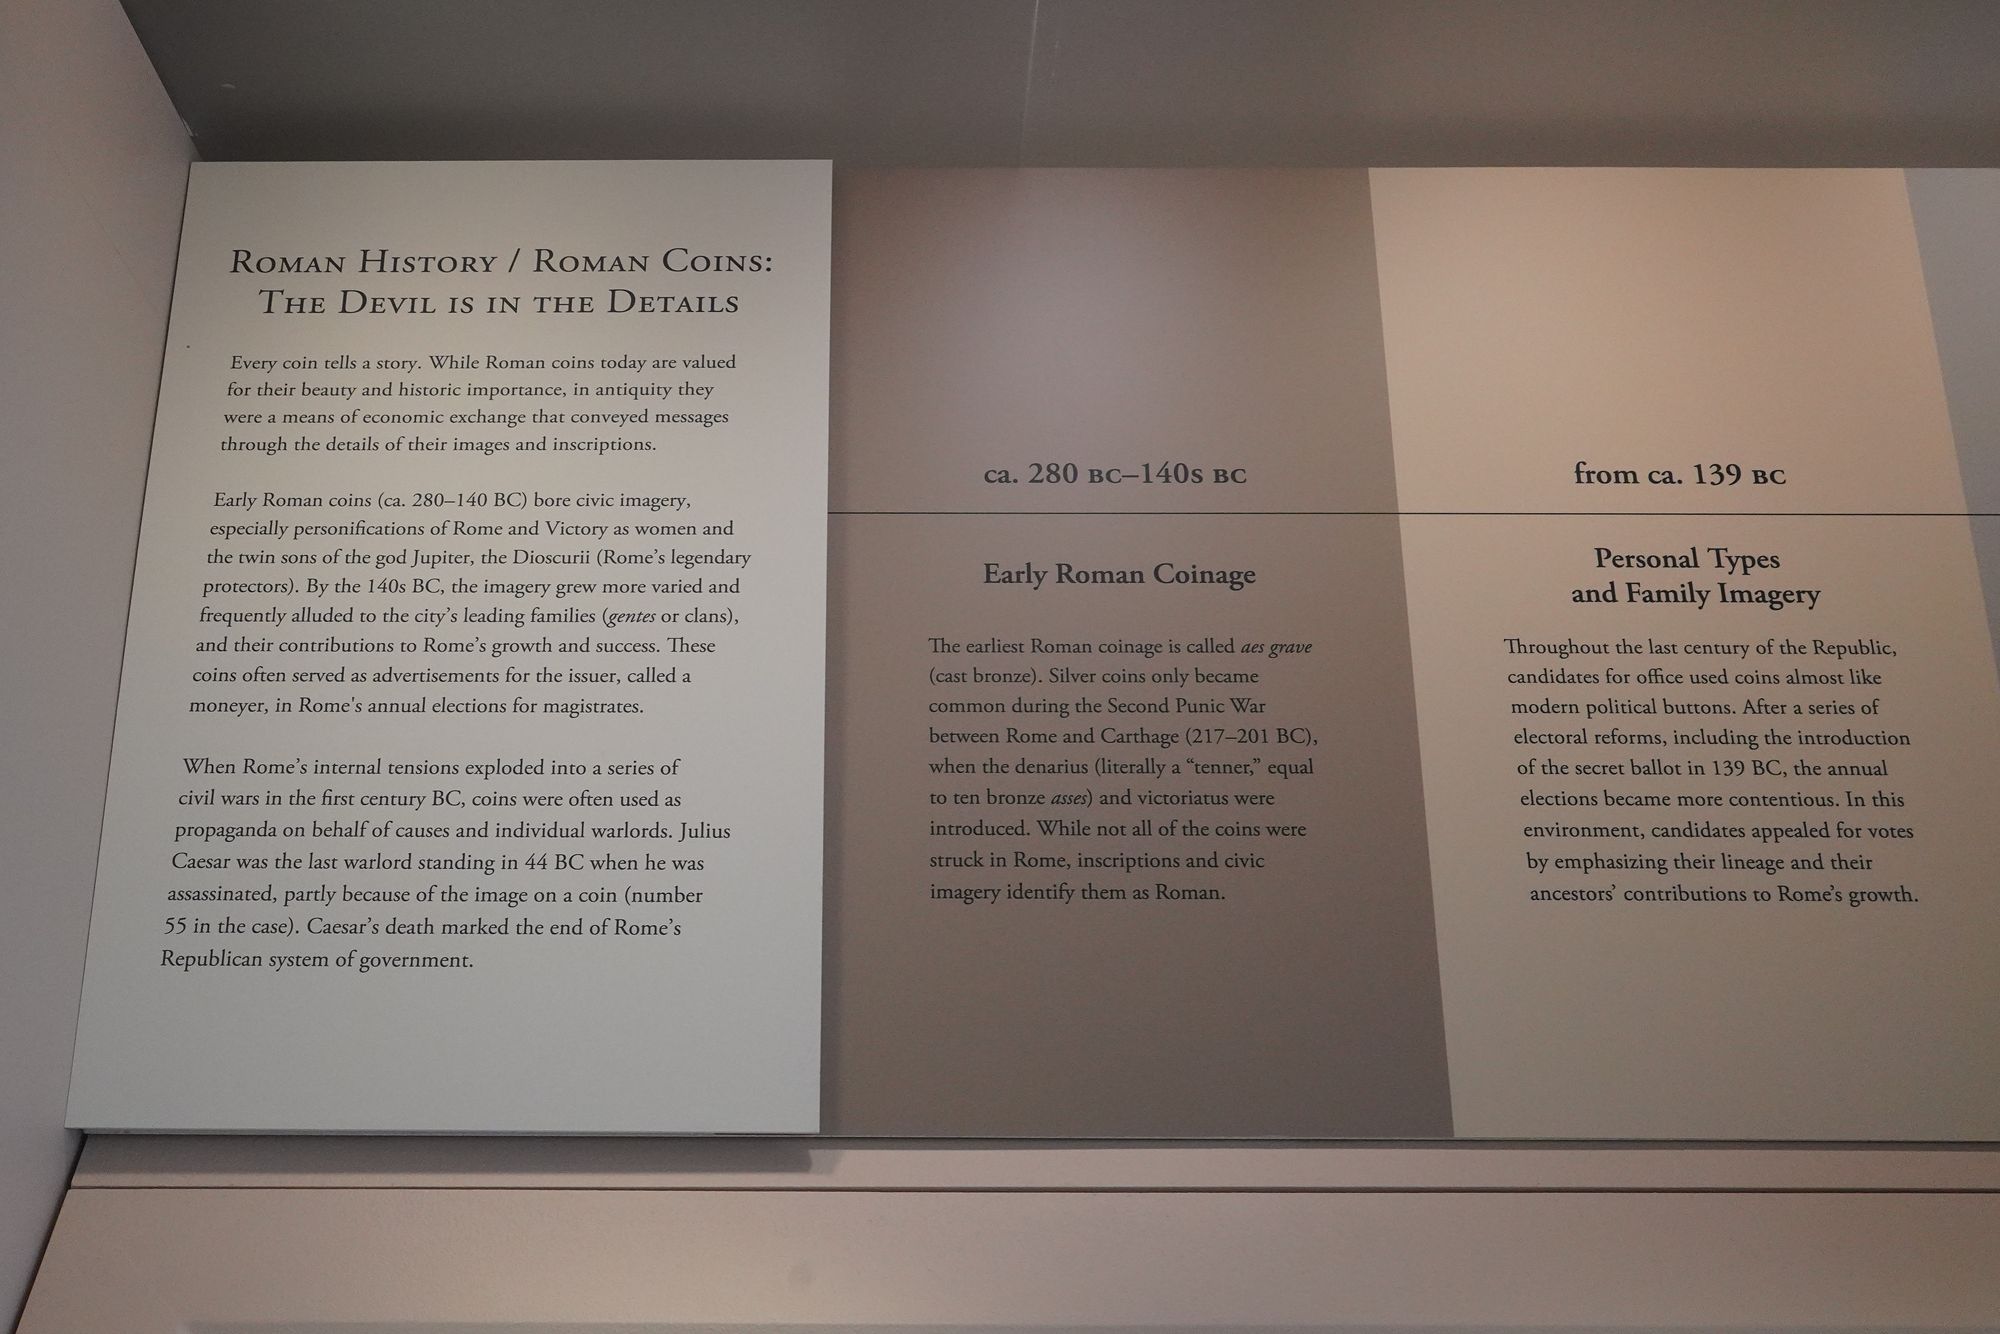 Roman History / Roman Coins:
The Devil is in the Details
Every coin tells a story. While Roman coins today are valued
for their beauty and historic importance, in antiquity they
were a means of economic exchange that conveyed messages
through the details of their images and inscriptions.
Early Roman coins (ca. 280–140 BC) bore civic imagery,
especially personifications of Rome and Victory as women and
the twin sons of the god Jupiter, the Dioscurii (Rome's legendary
protectors). By the 140s BC, the imagery grew more varied and
frequently alluded to the city's leading families (gentes or clans),
and their contributions to Rome's growth and success. These
coins often served as advertisements for the issuer, called a
moneyer, in Rome's annual elections for magistrates.
When Rome's internal tensions exploded into a series of
civil wars in the first century BC, coins were often used as
propaganda on behalf of causes and individual warlords. Julius
Caesar was the last warlord standing in 44 BC when he was
assassinated, partly because of the image on a coin (number
55 in the case). Caesar's death marked the end of Rome's
Republican system of government.
ca. 280 BC–140s BC
Early Roman Coinage
The earliest Roman coinage is called aes grave
(cast bronze). Silver coins only became
common during the Second Punic War
between Rome and Carthage (217–201 BC),
when the denarius (literally a “tenner,” equal
to ten bronze asses) and victoriatus were
introduced. While not all of the coins were
struck in Rome, inscriptions and civic
imagery identify them as Roman.
from ca. 139 BC
Personal Types
and Family Imagery
Throughout the last century of the Republic,
candidates for office used coins almost like
modern political buttons. After a series of
electoral reforms, including the introduction
of the secret ballot in 139 BC, the annual
elections became more contentious. In this
environment, candidates appealed for votes
by emphasizing their lineage and their
ancestors' contributions to Rome's growth.